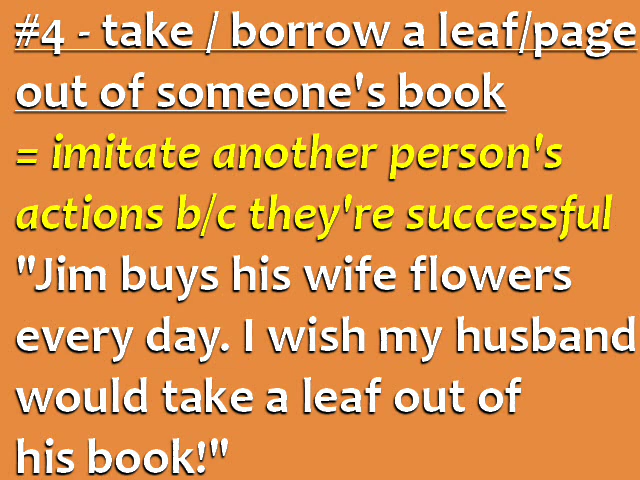 #4 - take / borrow a leaf/page
out of someone's book
= imitate another person's
actions b/c they're successful
"Jim buys his wife flowers
every day. I wish my husband
would take a leaf out of
his book!"